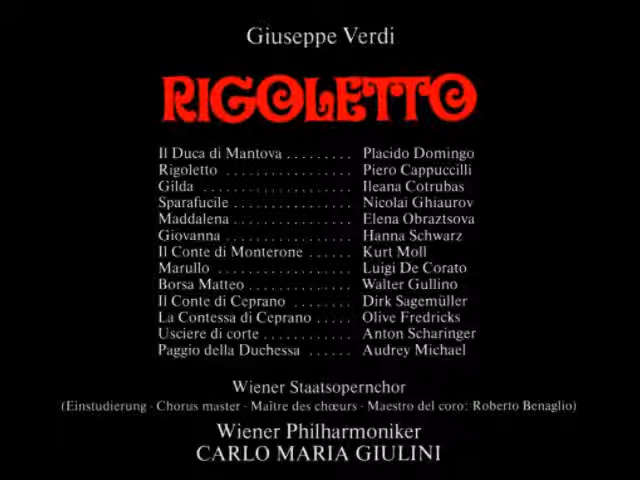 Giuseppe Verdi
RIGOLETTO
Il Duca di Mantova ......... Placido Domingo
Rigoletto ................. Piero Cappuccilli
Gilda .................... Ileana Cotrubas
Sparafucile ................ Nicolai Ghiaurov
Maddalena ................ Elena Obraztsova
Giovanna ................. Hanna Schwarz
Il Conte di Monterone ...... Kurt Moll
Marullo .................. Luigi De Corato
Borsa Matteo .............. Walter Gullino
Il Conte di Ceprano ........ Dirk Sagemüller
La Contessa di Ceprano ..... Olive Fredricks
Usciere di corte ............ Anton Scharinger
Paggio della Duchessa ...... Audrey Michael
Wiener Staatsopernchor
(Einstudierung · Chorus master · Maître des chœurs · Maestro del coro: Roberto Benaglio)
Wiener Philharmoniker
CARLO MARIA GIULINI